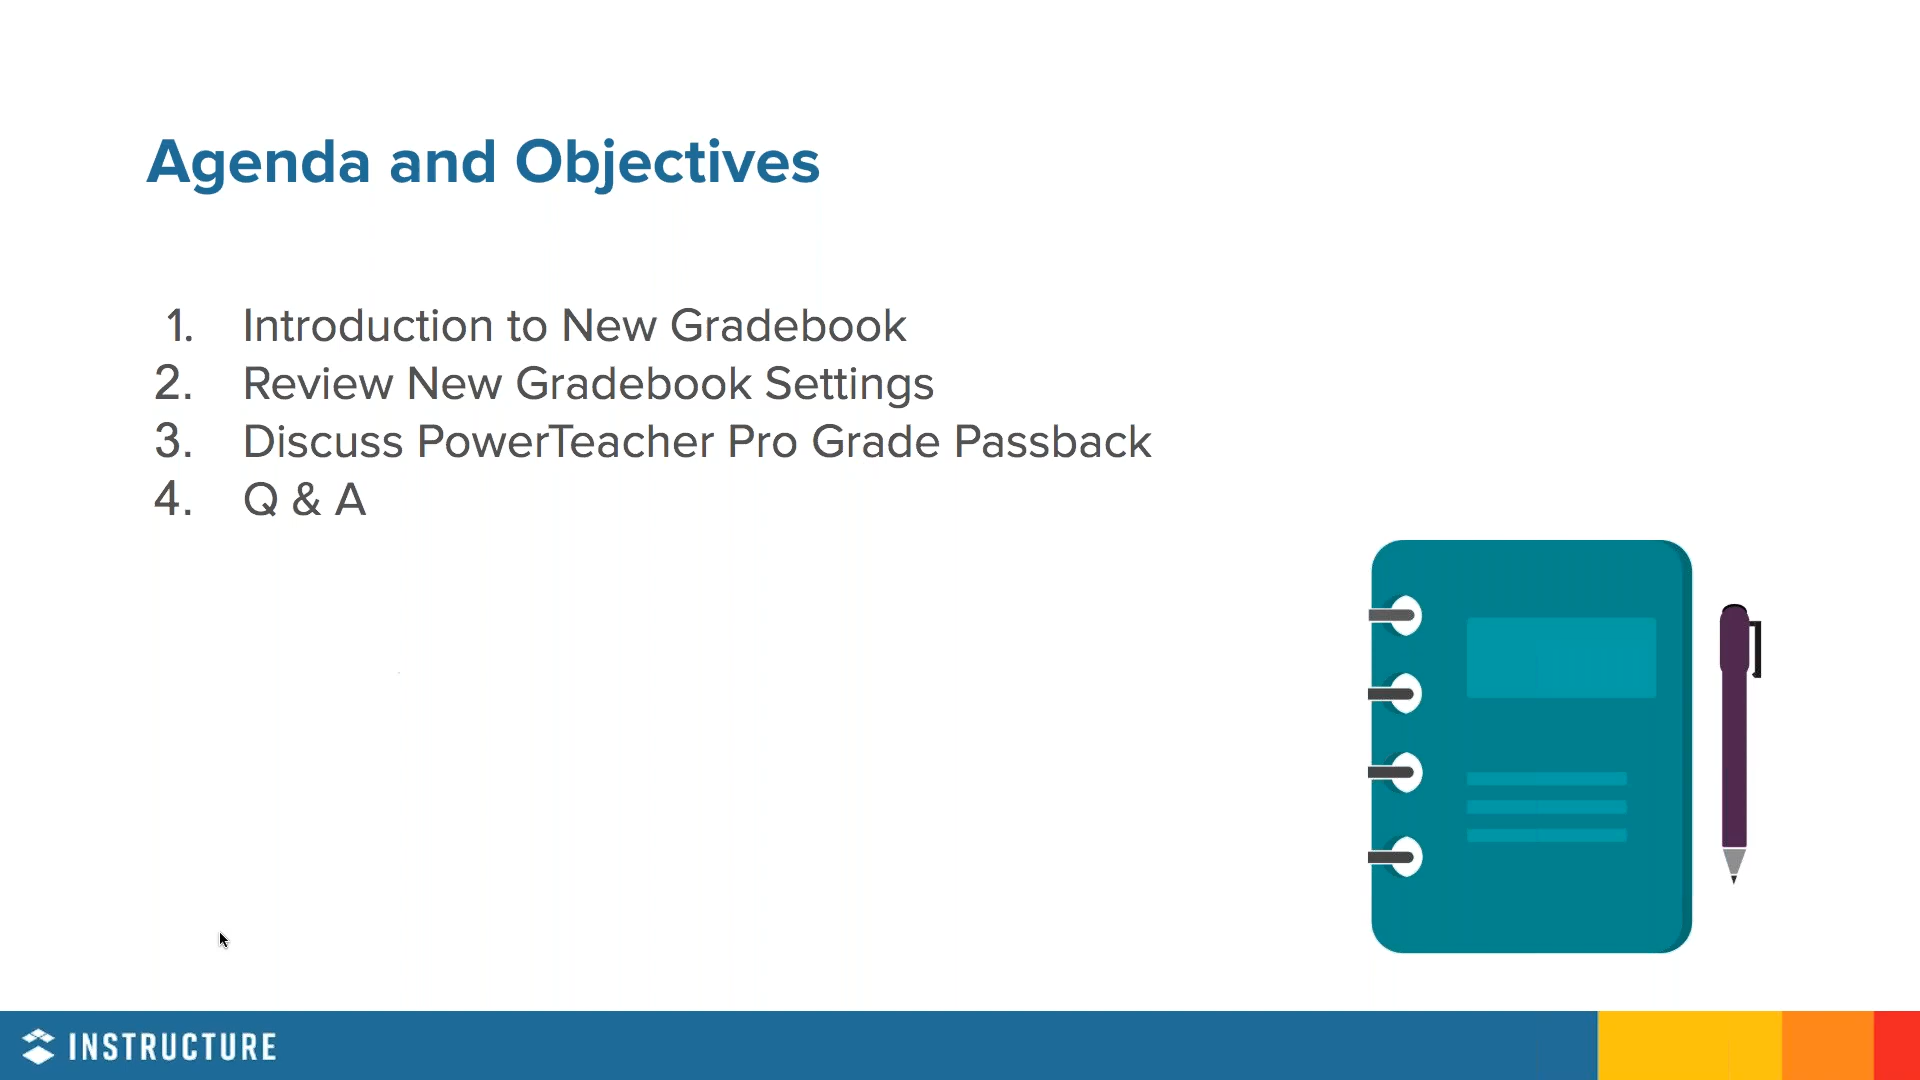 Agenda and Objectives
1. Introduction to New Gradebook
2. Review New Gradebook Settings
3. Discuss PowerTeacher Pro Grade Passback
4. Q & A
INSTRUCTURE